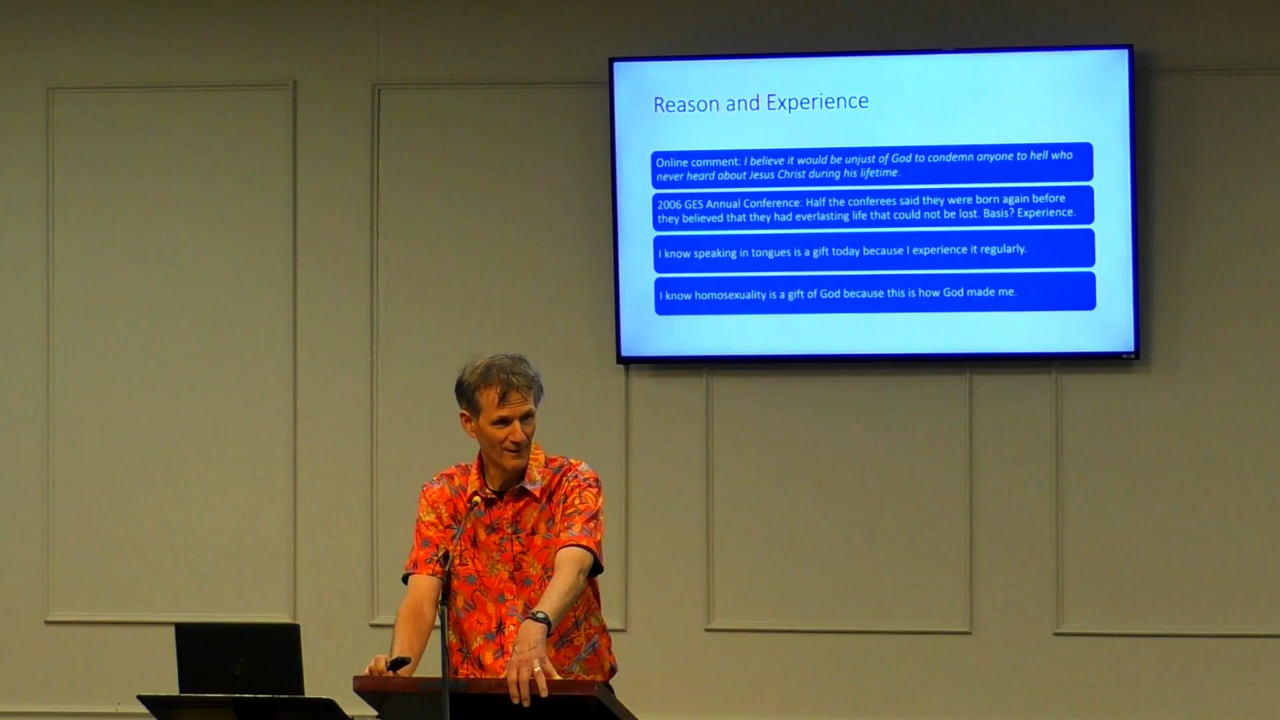 Reason and Experience
Online comment: I believe it would be unjust of God to condemn anyone to hell who
never heard about Jesus Christ during his lifetime.
2006 GES Annual Conference: Half the conferees said they were born again before
they believed that they had everlasting life that could not be lost. Basis? Experience.
I know speaking in tongues is a gift today because I experience it regularly.
I know homosexuality is a gift of God because this is how God made me.